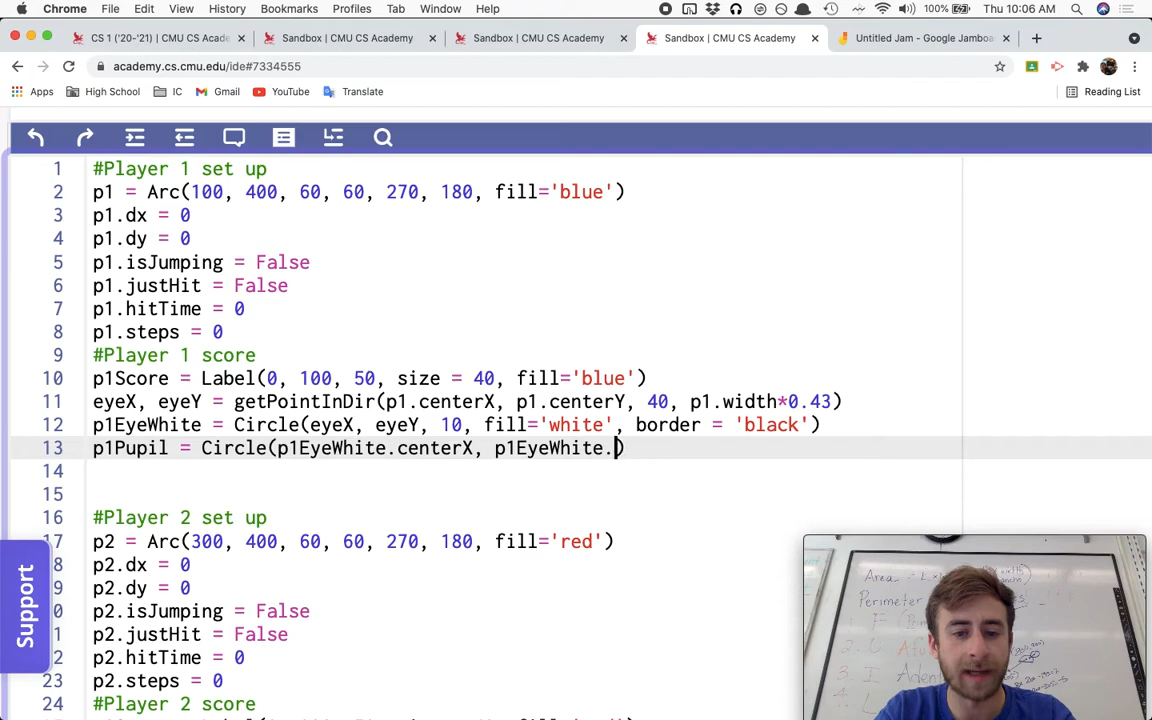 Chrome File Edit View History Bookmarks Profiles Tab Window Help 100% Thu 10:06 AM
CS 1 ('20-'21) | CMU CS Acade Sandbox | CMU CS Academy Sandbox | CMU CS Academy Sandbox | CMU CS Academy Untitled Jam - Google Jamboa
academy.cs.cmu.edu/ide#7334555
Apps High School IC Gmail YouTube Translate Reading List
1 #Player 1 set up
2 p1 = Arc(100, 400, 60, 60, 270, 180, fill='blue')
3 p1.dx = 0
4 p1.dy = 0
5 p1.isJumping = False
6 p1.justHit = False
7 p1.hitTime = 0
8 p1.steps = 0
9 #Player 1 score
10 p1Score = Label(0, 100, 50, size = 40, fill='blue')
11 eyeX, eyeY = getPointInDir(p1.centerX, p1.centerY, 40, p1.width*0.43)
12 p1EyeWhite = Circle(eyeX, eyeY, 10, fill='white', border = 'black')
13 p1Pupil = Circle(p1EyeWhite.centerX, p1EyeWhite.)
14
15
16 #Player 2 set up
17 p2 = Arc(300, 400, 60, 60, 270, 180, fill='red')
8 p2.dx = 0
9 p2.dy = 0
0 p2.isJumping = False
1 p2.justHit = False
2 p2.hitTime = 0
23 p2.steps = 0
24 #Player 2 score
Support
Area
Perimeter